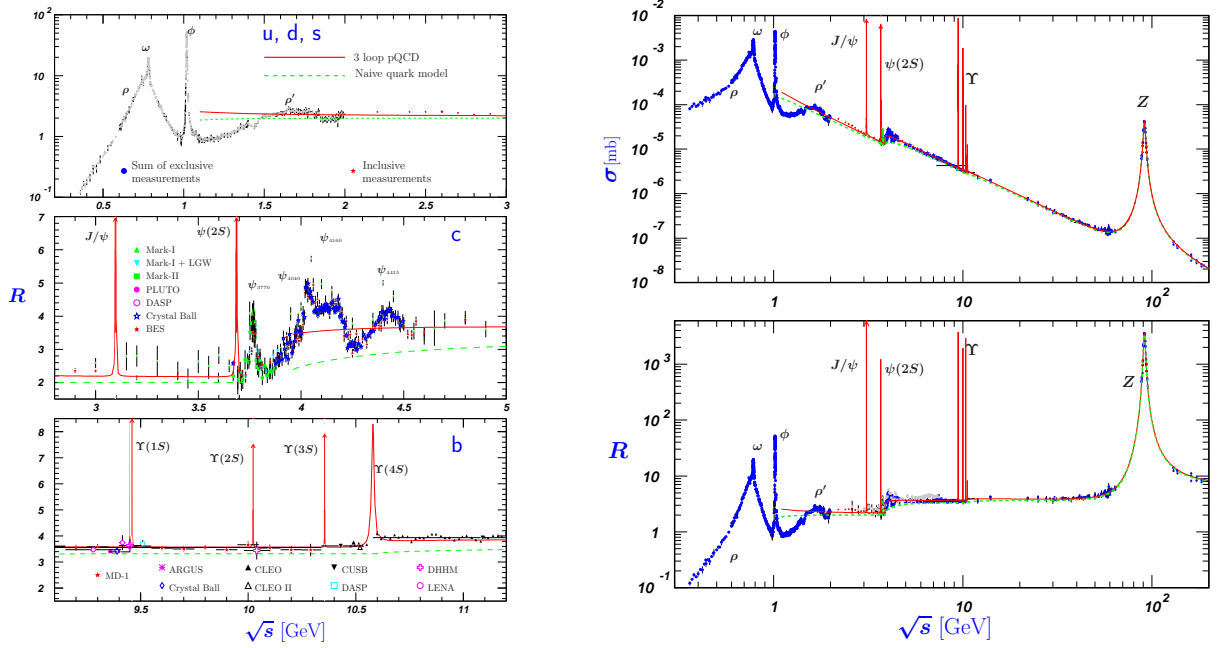 u, d, s
ω
φ
ρ
ρ′
3 loop pQCD
Naive quark model
Sum of exclusive
measurements
Inclusive
measurements
10²
10
1
10⁻¹
0.5 1 1.5 2 2.5 3
R
7
6
5
4
3
2
J/ψ
ψ(2S)
c
Mark-I
Mark-I + LGW
Mark-II
PLUTO
DASP
Crystal Ball
BES
ψ₃₇₇₀
ψ₄₀₄₀
ψ₄₁₆₀
ψ₄₄₁₅
3 3.5 4 4.5 5
8
7
6
5
4
3
2
ϒ(1S)
ϒ(2S)
ϒ(3S)
ϒ(4S)
b
MD-1
ARGUS
CLEO
CUSB
DHHM
Crystal Ball
CLEO II
DASP
LENA
9.5 10 10.5 11
√s [GeV]
σ [mb]
10⁻²
10⁻³
10⁻⁴
10⁻⁵
10⁻⁶
10⁻⁷
10⁻⁸
ω
φ
J/ψ
ψ(2S)
ϒ
Z
ρ
ρ′
1 10 10²
R
10³
10²
10
1
10⁻¹
ω
φ
J/ψ
ψ(2S)
ϒ
Z
ρ
ρ′
1 10 10²
√s [GeV]